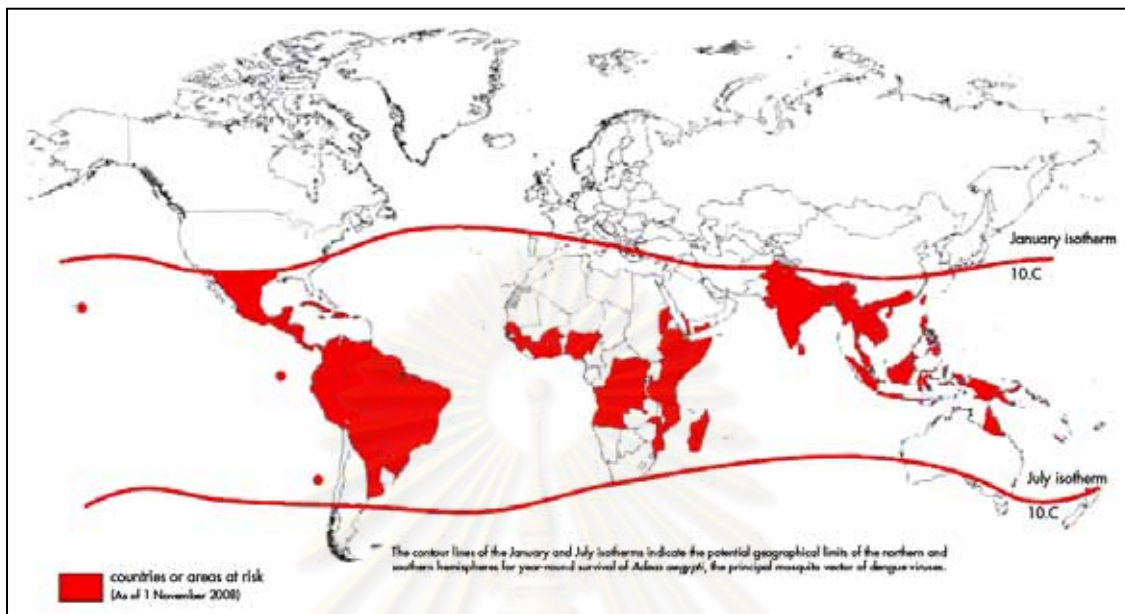 January isotherm
10.C
July isotherm
10.C
The contour lines of the January and July isotherms indicate the potential geographical limits of the northern and
southern hemispheres for year-round survival of Adeas aegypti, the principal mosquito vector of dengue viruses.
countries or areas at risk
(As of 1 November 2008)